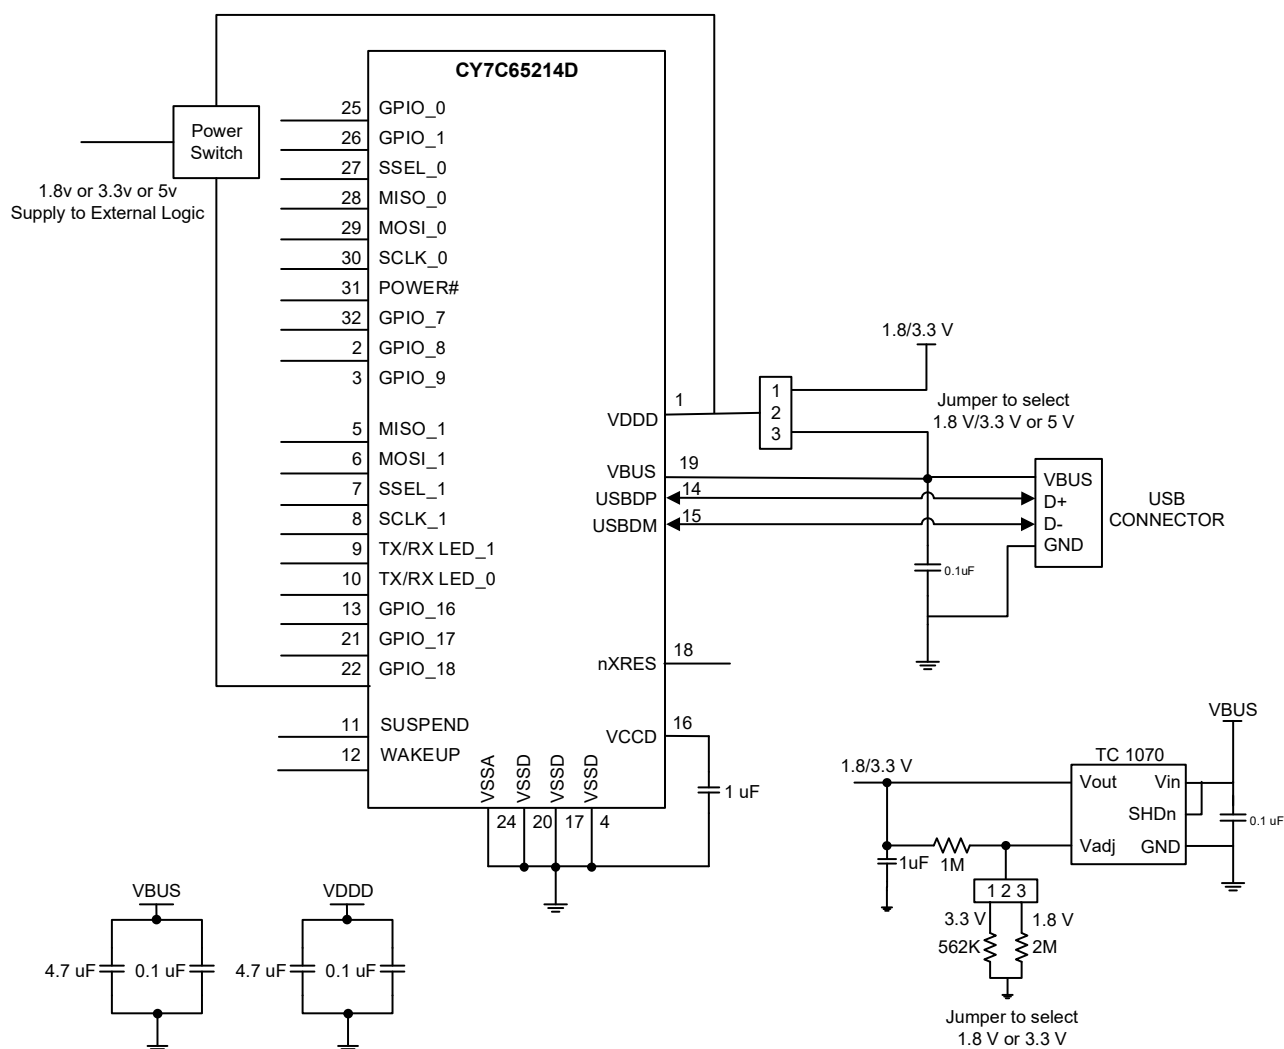 CY7C65214D
Power
Switch
1.8v or 3.3v or 5v
Supply to External Logic
25 GPIO_0
26 GPIO_1
27 SSEL_0
28 MISO_0
29 MOSI_0
30 SCLK_0
31 POWER#
32 GPIO_7
2 GPIO_8
3 GPIO_9
5 MISO_1
6 MOSI_1
7 SSEL_1
8 SCLK_1
9 TX/RX LED_1
10 TX/RX LED_0
13 GPIO_16
21 GPIO_17
22 GPIO_18
11 SUSPEND
12 WAKEUP
VDDD 1
VBUS 19
USBDP 14
USBDM 15
nXRES 18
VCCD 16
1 uF
VSSA
VSSD
VSSD
VSSD
24 20 17 4
1.8/3.3 V
1
2
3
Jumper to select
1.8 V/3.3 V or 5 V
VBUS
D+
D-
GND
USB
CONNECTOR
0.1uF
VBUS
TC 1070
1.8/3.3 V
Vout Vin
SHDn
Vadj GND
0.1 uF
1uF
1M
1 2 3
3.3 V 1.8 V
562K 2M
Jumper to select
1.8 V or 3.3 V
VBUS
4.7 uF 0.1 uF
VDDD
4.7 uF 0.1 uF